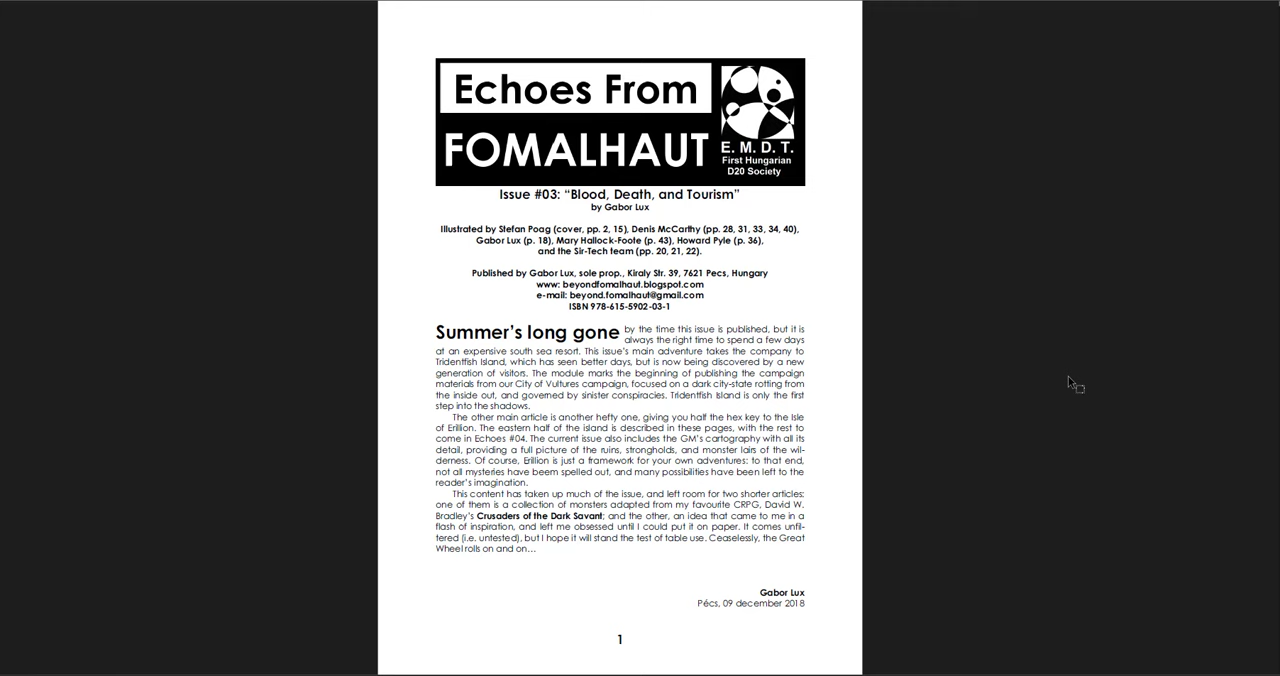 Echoes From
FOMALHAUT
E. M. D. T.
First Hungarian
D20 Society
Issue #03: “Blood, Death, and Tourism”
by Gabor Lux
Illustrated by Stefan Poag (cover, pp. 2, 15), Denis McCarthy (pp. 28, 31, 33, 34, 40),
Gabor Lux (p. 18), Mary Hallock-Foote (p. 43), Howard Pyle (p. 36),
and the Sir-Tech team (pp. 20, 21, 22).
Published by Gabor Lux, sole prop., Kiraly Str. 39, 7621 Pecs, Hungary
www: beyondfomalhaut.blogspot.com
e-mail: beyond.fomalhaut@gmail.com
ISBN 978-615-5902-03-1
Summer’s long gone by the time this issue is published, but it is
always the right time to spend a few days
at an expensive south sea resort. This issue’s main adventure takes the company to
Tridentfish Island, which has seen better days, but is now being discovered by a new
generation of visitors. The module marks the beginning of publishing the campaign
materials from our City of Vultures campaign, focused on a dark city-state rotting from
the inside out, and governed by sinister conspiracies. Tridentfish Island is only the first
step into the shadows.
The other main article is another hefty one, giving you half the hex key to the Isle
of Erillion. The eastern half of the island is described in these pages, with the rest to
come in Echoes #04. The current issue also includes the GM’s cartography with all its
detail, providing a full picture of the ruins, strongholds, and monster lairs of the wil-
derness. Of course, Erillion is just a framework for your own adventures: to that end,
not all mysteries have beem spelled out, and many possibilities have been left to the
reader’s imagination.
This content has taken up much of the issue, and left room for two shorter articles:
one of them is a collection of monsters adapted from my favourite CRPG, David W.
Bradley’s Crusaders of the Dark Savant; and the other, an idea that came to me in a
flash of inspiration, and left me obsessed until I could put it on paper. It comes unfil-
tered (i.e. untested), but I hope it will stand the test of table use. Ceaselessly, the Great
Wheel rolls on and on…
Gabor Lux
Pécs, 09 december 2018
1